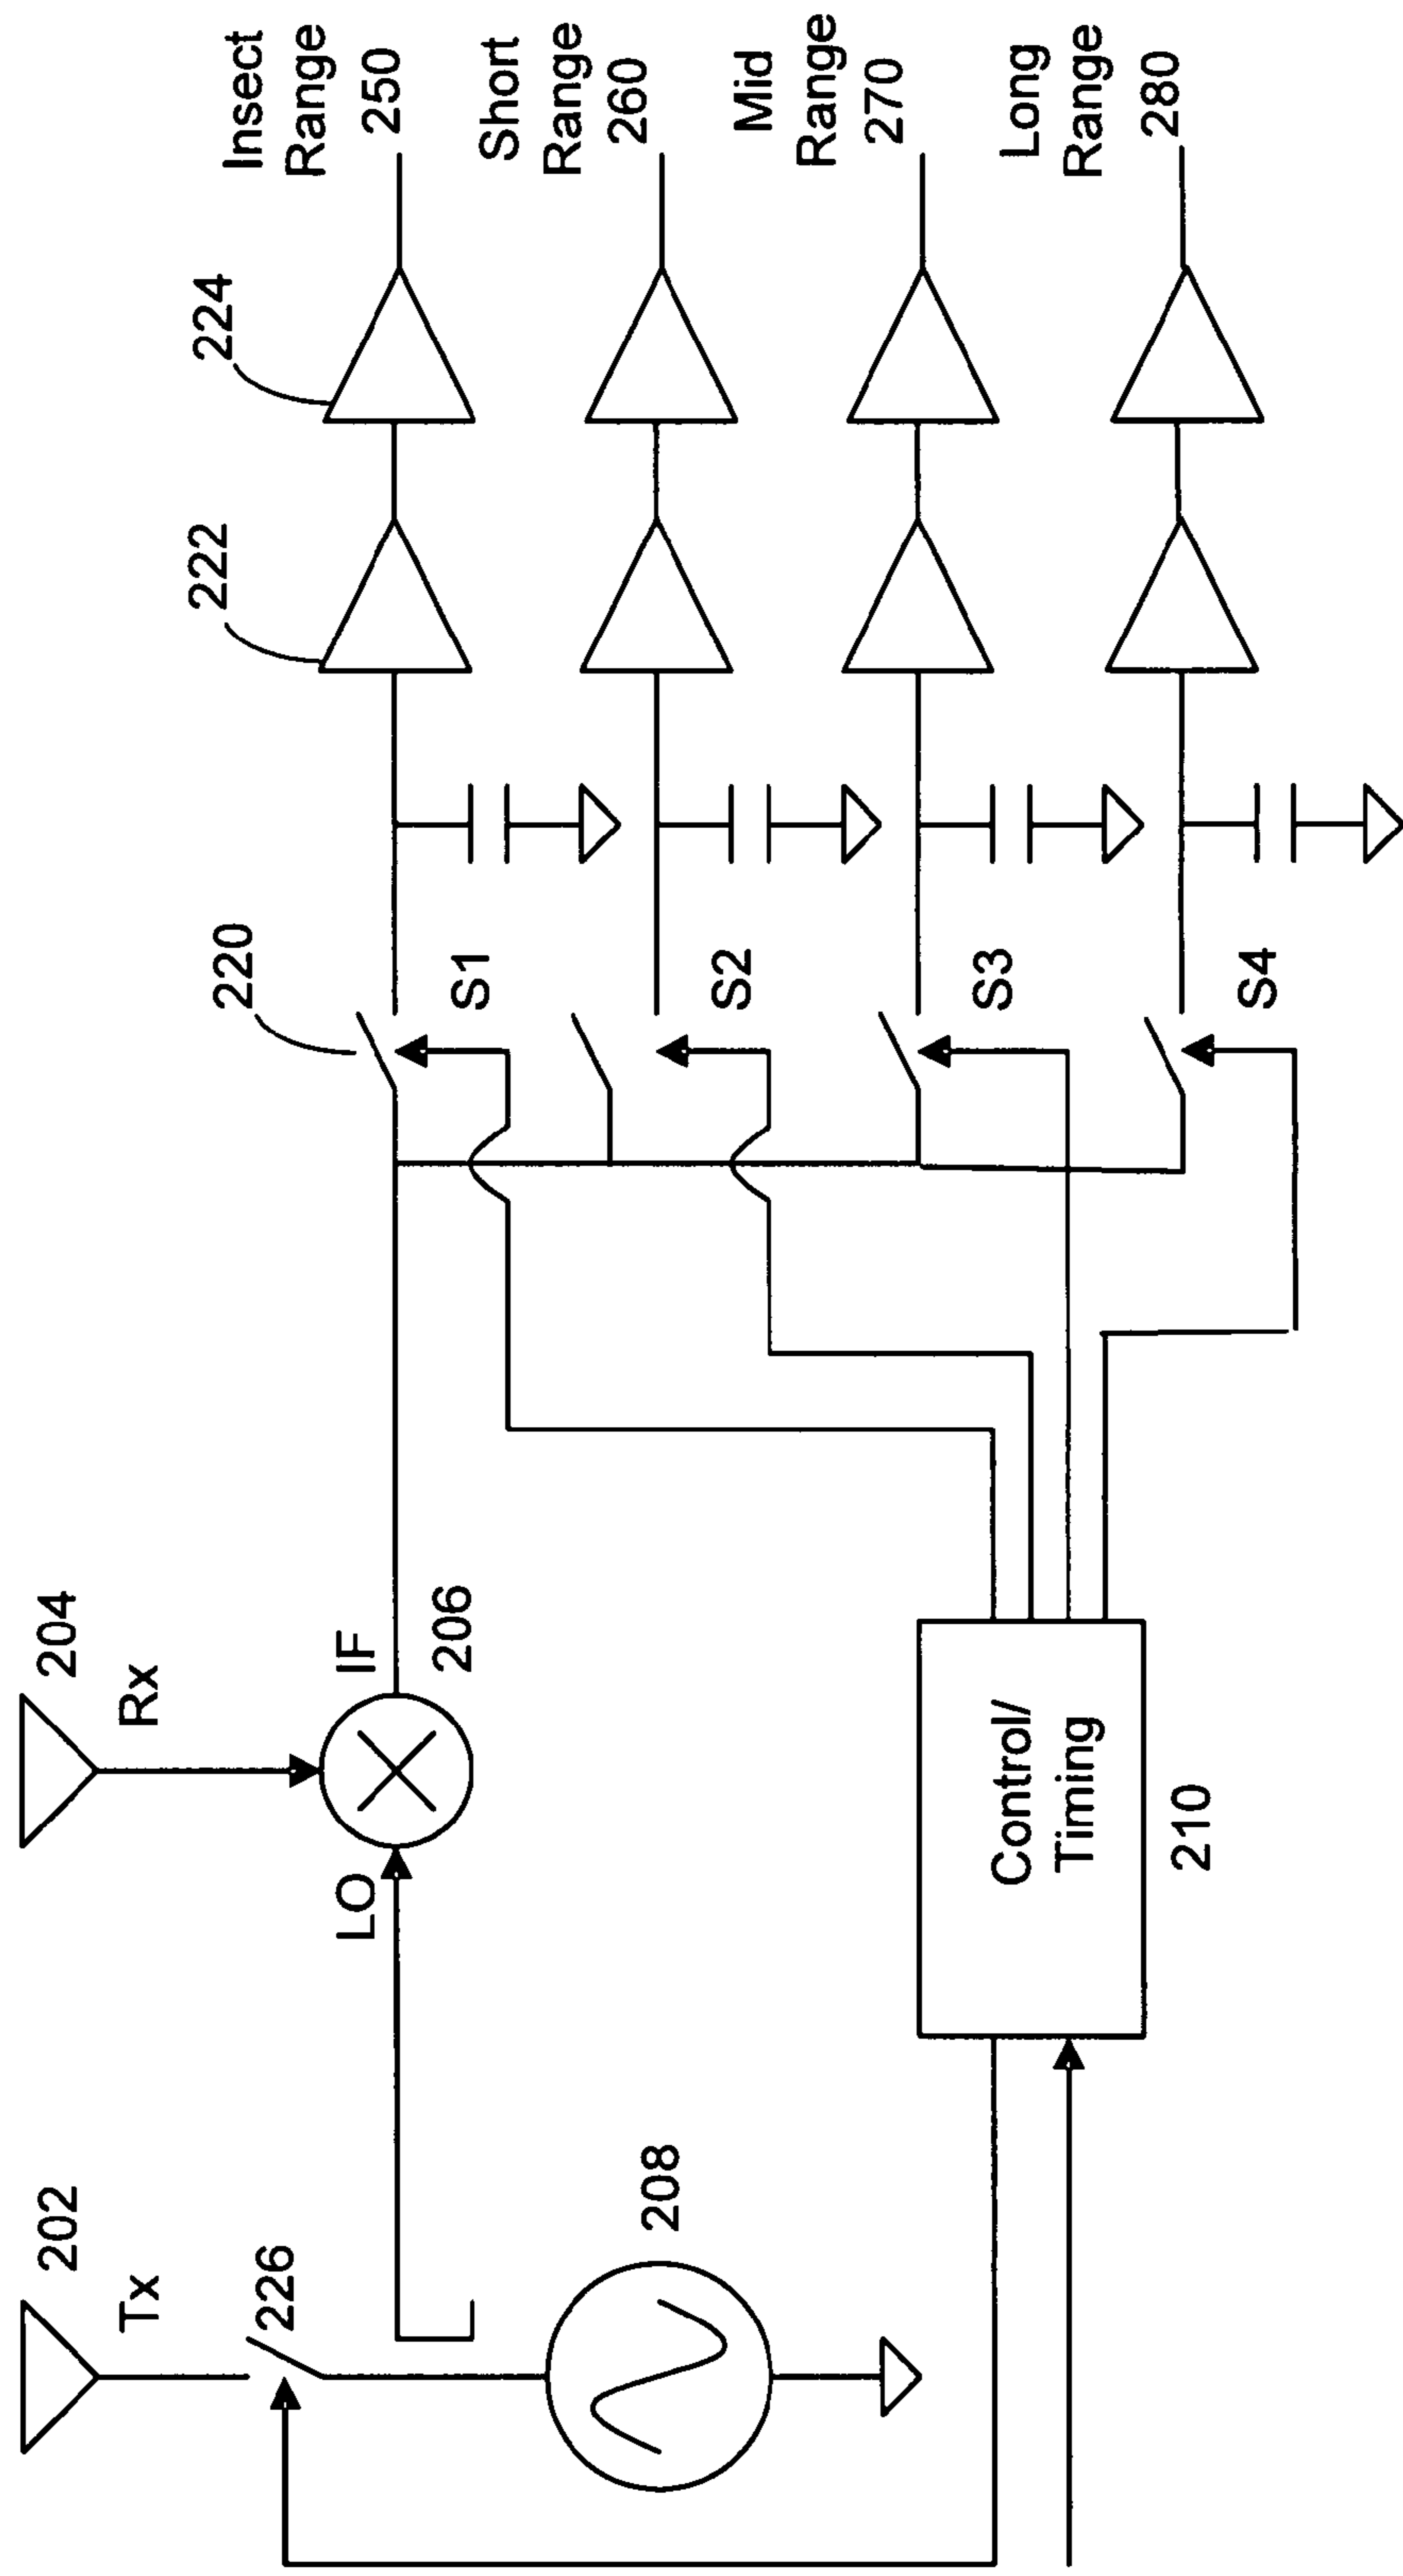 202
Tx
226
208
204
Rx
LO
IF
206
Control/
Timing
210
220
S1
S2
S3
S4
222
224
Insect
Range
250
Short
Range
260
Mid
Range
270
Long
Range
280